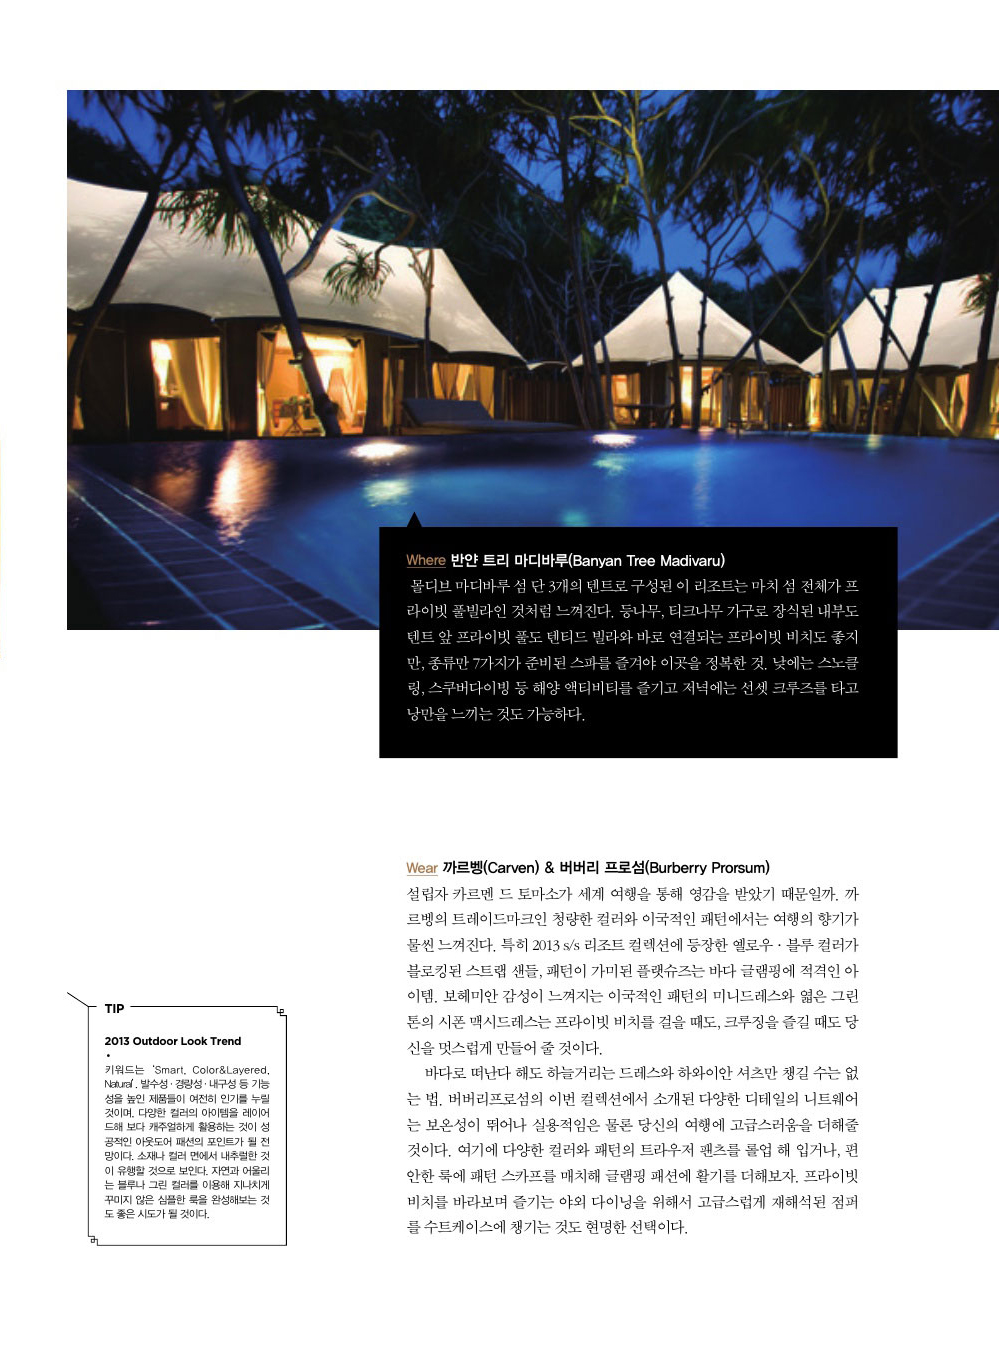 Where 반얀 트리 마디바루(Banyan Tree Madivaru)
몰디브 마디바루 섬 단 3개의 텐트로 구성된 이 리조트는 마치 섬 전체가 프
라이빗 풀빌라인 것처럼 느껴진다. 등나무, 티크나무 가구로 장식된 내부도
텐트 앞 프라이빗 풀도 텐티드 빌라와 바로 연결되는 프라이빗 비치도 좋지
만, 종류만 7가지가 준비된 스파를 즐겨야 이곳을 정복한 것. 낮에는 스노클
링, 스쿠버다이빙 등 해양 액티비티를 즐기고 저녁에는 선셋 크루즈를 타고
낭만을 느끼는 것도 가능하다.
Wear 까르벵(Carven) & 버버리 프로섬(Burberry Prorsum)
설립자 카르멘 드 토마소가 세계 여행을 통해 영감을 받았기 때문일까. 까
르벵의 트레이드마크인 청량한 컬러와 이국적인 패턴에서는 여행의 향기가
물씬 느껴진다. 특히 2013 s/s 리조트 컬렉션에 등장한 옐로우 · 블루 컬러가
블로킹된 스트랩 샌들, 패턴이 가미된 플랫슈즈는 바다 글램핑에 적격인 아
이템. 보헤미안 감성이 느껴지는 이국적인 패턴의 미니드레스와 엷은 그린
톤의 시폰 맥시드레스는 프라이빗 비치를 걸을 때도, 크루징을 즐길 때도 당
신을 멋스럽게 만들어 줄 것이다.
바다로 떠난다 해도 하늘거리는 드레스와 하와이안 셔츠만 챙길 수는 없
는 법. 버버리프로섬의 이번 컬렉션에서 소개된 다양한 디테일의 니트웨어
는 보온성이 뛰어나 실용적임은 물론 당신의 여행에 고급스러움을 더해줄
것이다. 여기에 다양한 컬러와 패턴의 트라우저 팬츠를 롤업 해 입거나, 편
안한 룩에 패턴 스카프를 매치해 글램핑 패션에 활기를 더해보자. 프라이빗
비치를 바라보며 즐기는 야외 다이닝을 위해서 고급스럽게 재해석된 점퍼
를 수트케이스에 챙기는 것도 현명한 선택이다.
TIP
2013 Outdoor Look Trend
•
키워드는 ‘Smart, Color&Layered,
Natural’. 발수성 · 경량성 · 내구성 등 기능
성을 높인 제품들이 여전히 인기를 누릴
것이며, 다양한 컬러의 아이템을 레이어
드해 보다 캐주얼하게 활용하는 것이 성
공적인 아웃도어 패션의 포인트가 될 전
망이다. 소재나 컬러 면에서 내추럴한 것
이 유행할 것으로 보인다. 자연과 어울리
는 블루나 그린 컬러를 이용해 지나치게
꾸미지 않은 심플한 룩을 완성해보는 것
도 좋은 시도가 될 것이다.